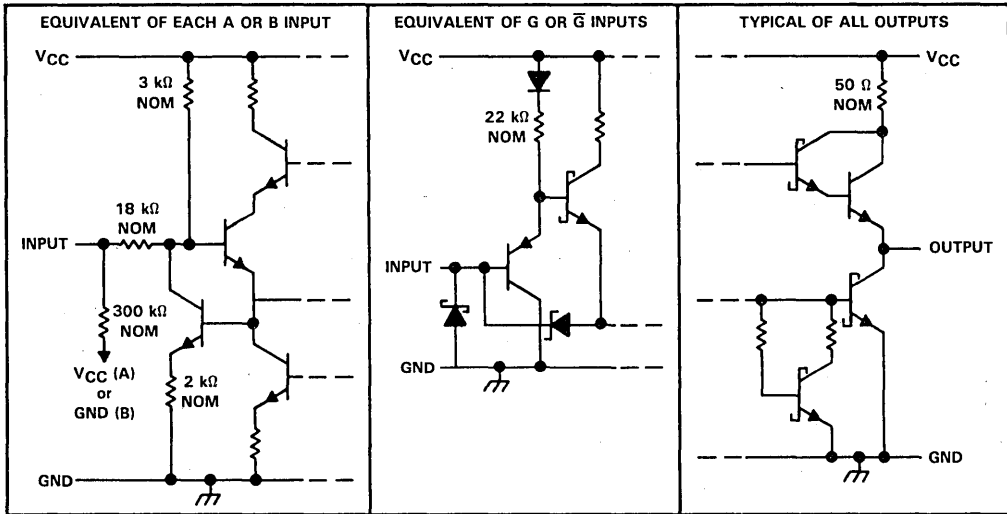 EQUIVALENT OF EACH A OR B INPUT
VCC
3 kΩ
NOM
18 kΩ
NOM
INPUT
300 kΩ
NOM
VCC (A)
or
GND (B)
2 kΩ
NOM
GND
EQUIVALENT OF G OR G̅ INPUTS
VCC
22 kΩ
NOM
INPUT
GND
TYPICAL OF ALL OUTPUTS
VCC
50 Ω
NOM
OUTPUT
GND